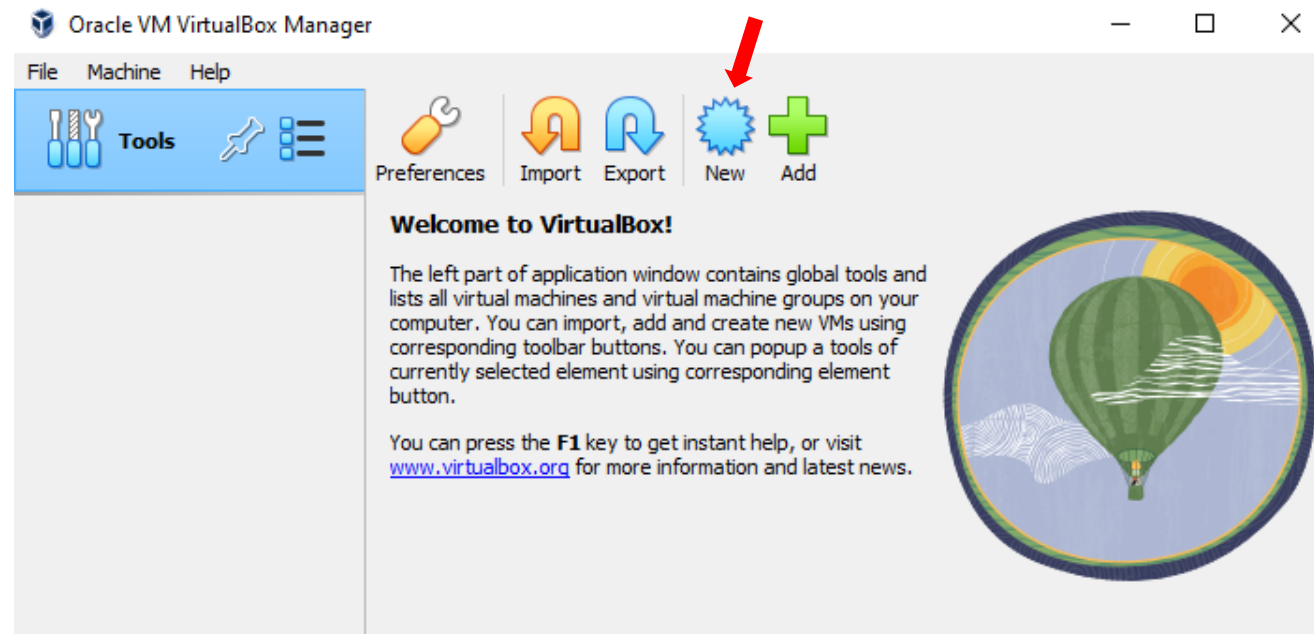 Oracle VM VirtualBox Manager
File Machine Help
Tools
Preferences Import Export New Add
Welcome to VirtualBox!
The left part of application window contains global tools and
lists all virtual machines and virtual machine groups on your
computer. You can import, add and create new VMs using
corresponding toolbar buttons. You can popup a tools of
currently selected element using corresponding element
button.
You can press the F1 key to get instant help, or visit
www.virtualbox.org for more information and latest news.